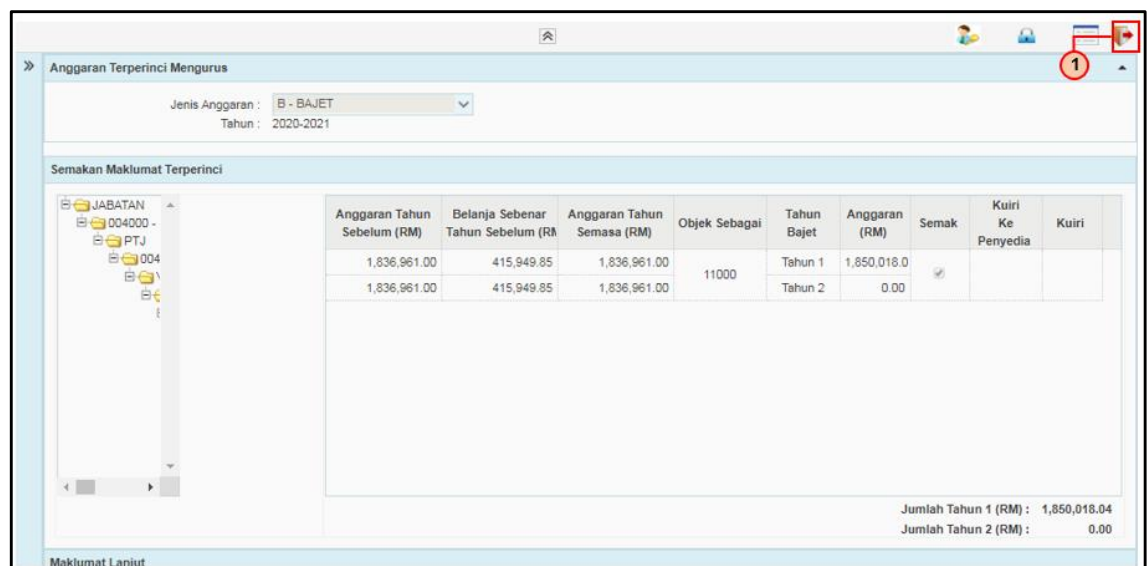 1
Anggaran Terperinci Mengurus
Jenis Anggaran : B - BAJET
Tahun : 2020-2021
Semakan Maklumat Terperinci
JABATAN
004000 -
PTJ
004
Anggaran Tahun Sebelum (RM) Belanja Sebenar Tahun Sebelum (RM Anggaran Tahun Semasa (RM) Objek Sebagai Tahun Bajet Anggaran (RM) Semak Kuiri Ke Penyedia Kuiri
1,836,961.00 415,949.85 1,836,961.00 11000 Tahun 1 1,850,018.0
1,836,961.00 415,949.85 1,836,961.00 Tahun 2 0.00
Jumlah Tahun 1 (RM) : 1,850,018.04
Jumlah Tahun 2 (RM) : 0.00
Maklumat Lanjut